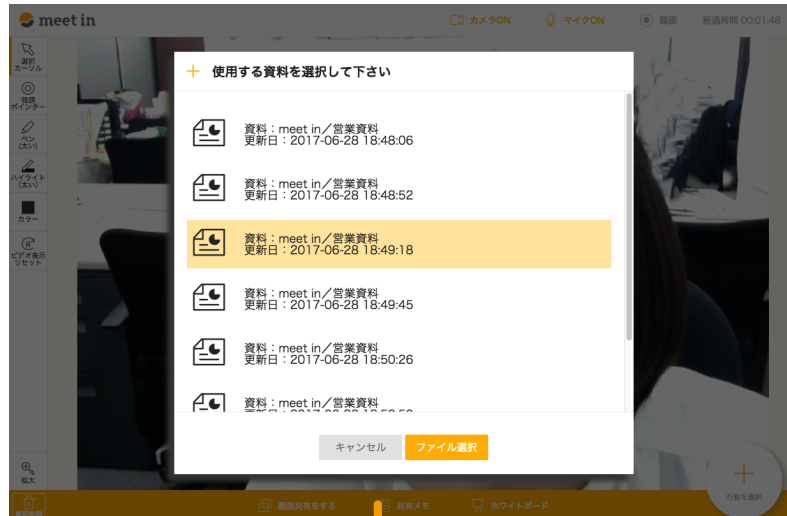 meet in
カメラON
マイクON
録画
経過時間 00:01:48
選択
カーソル
強調
ポインター
ペン
(太い)
ハイライト
(太い)
カラー
ビデオ表示
リセット
拡大
使用する資料を選択して下さい
資料：meet in／営業資料
更新日：2017-06-28 18:48:06
資料：meet in／営業資料
更新日：2017-06-28 18:48:52
資料：meet in／営業資料
更新日：2017-06-28 18:49:18
資料：meet in／営業資料
更新日：2017-06-28 18:49:45
資料：meet in／営業資料
更新日：2017-06-28 18:50:26
資料：meet in／営業資料
キャンセル
ファイル選択
行動を選択
画面共有をする
共有メモ
ホワイトボード